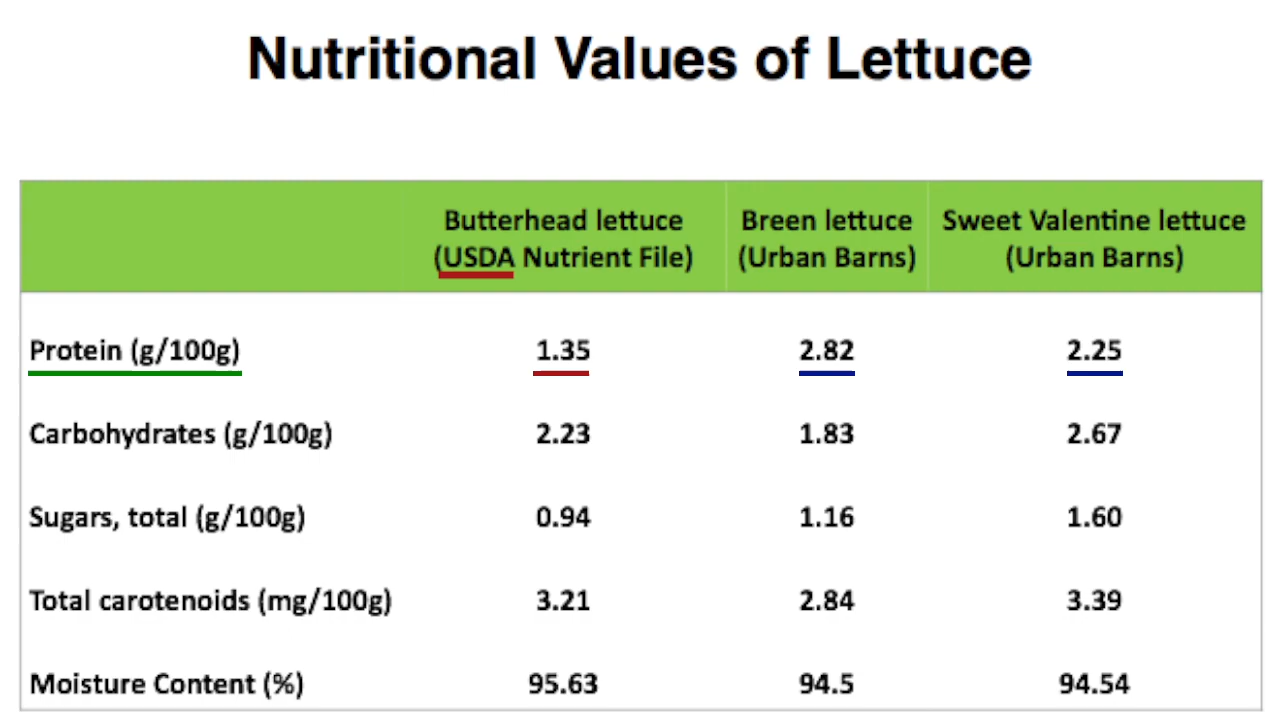 Nutritional Values of Lettuce
Butterhead lettuce Breen lettuce Sweet Valentine lettuce
(USDA Nutrient File) (Urban Barns) (Urban Barns)
Protein (g/100g) 1.35 2.82 2.25
Carbohydrates (g/100g) 2.23 1.83 2.67
Sugars, total (g/100g) 0.94 1.16 1.60
Total carotenoids (mg/100g) 3.21 2.84 3.39
Moisture Content (%) 95.63 94.5 94.54